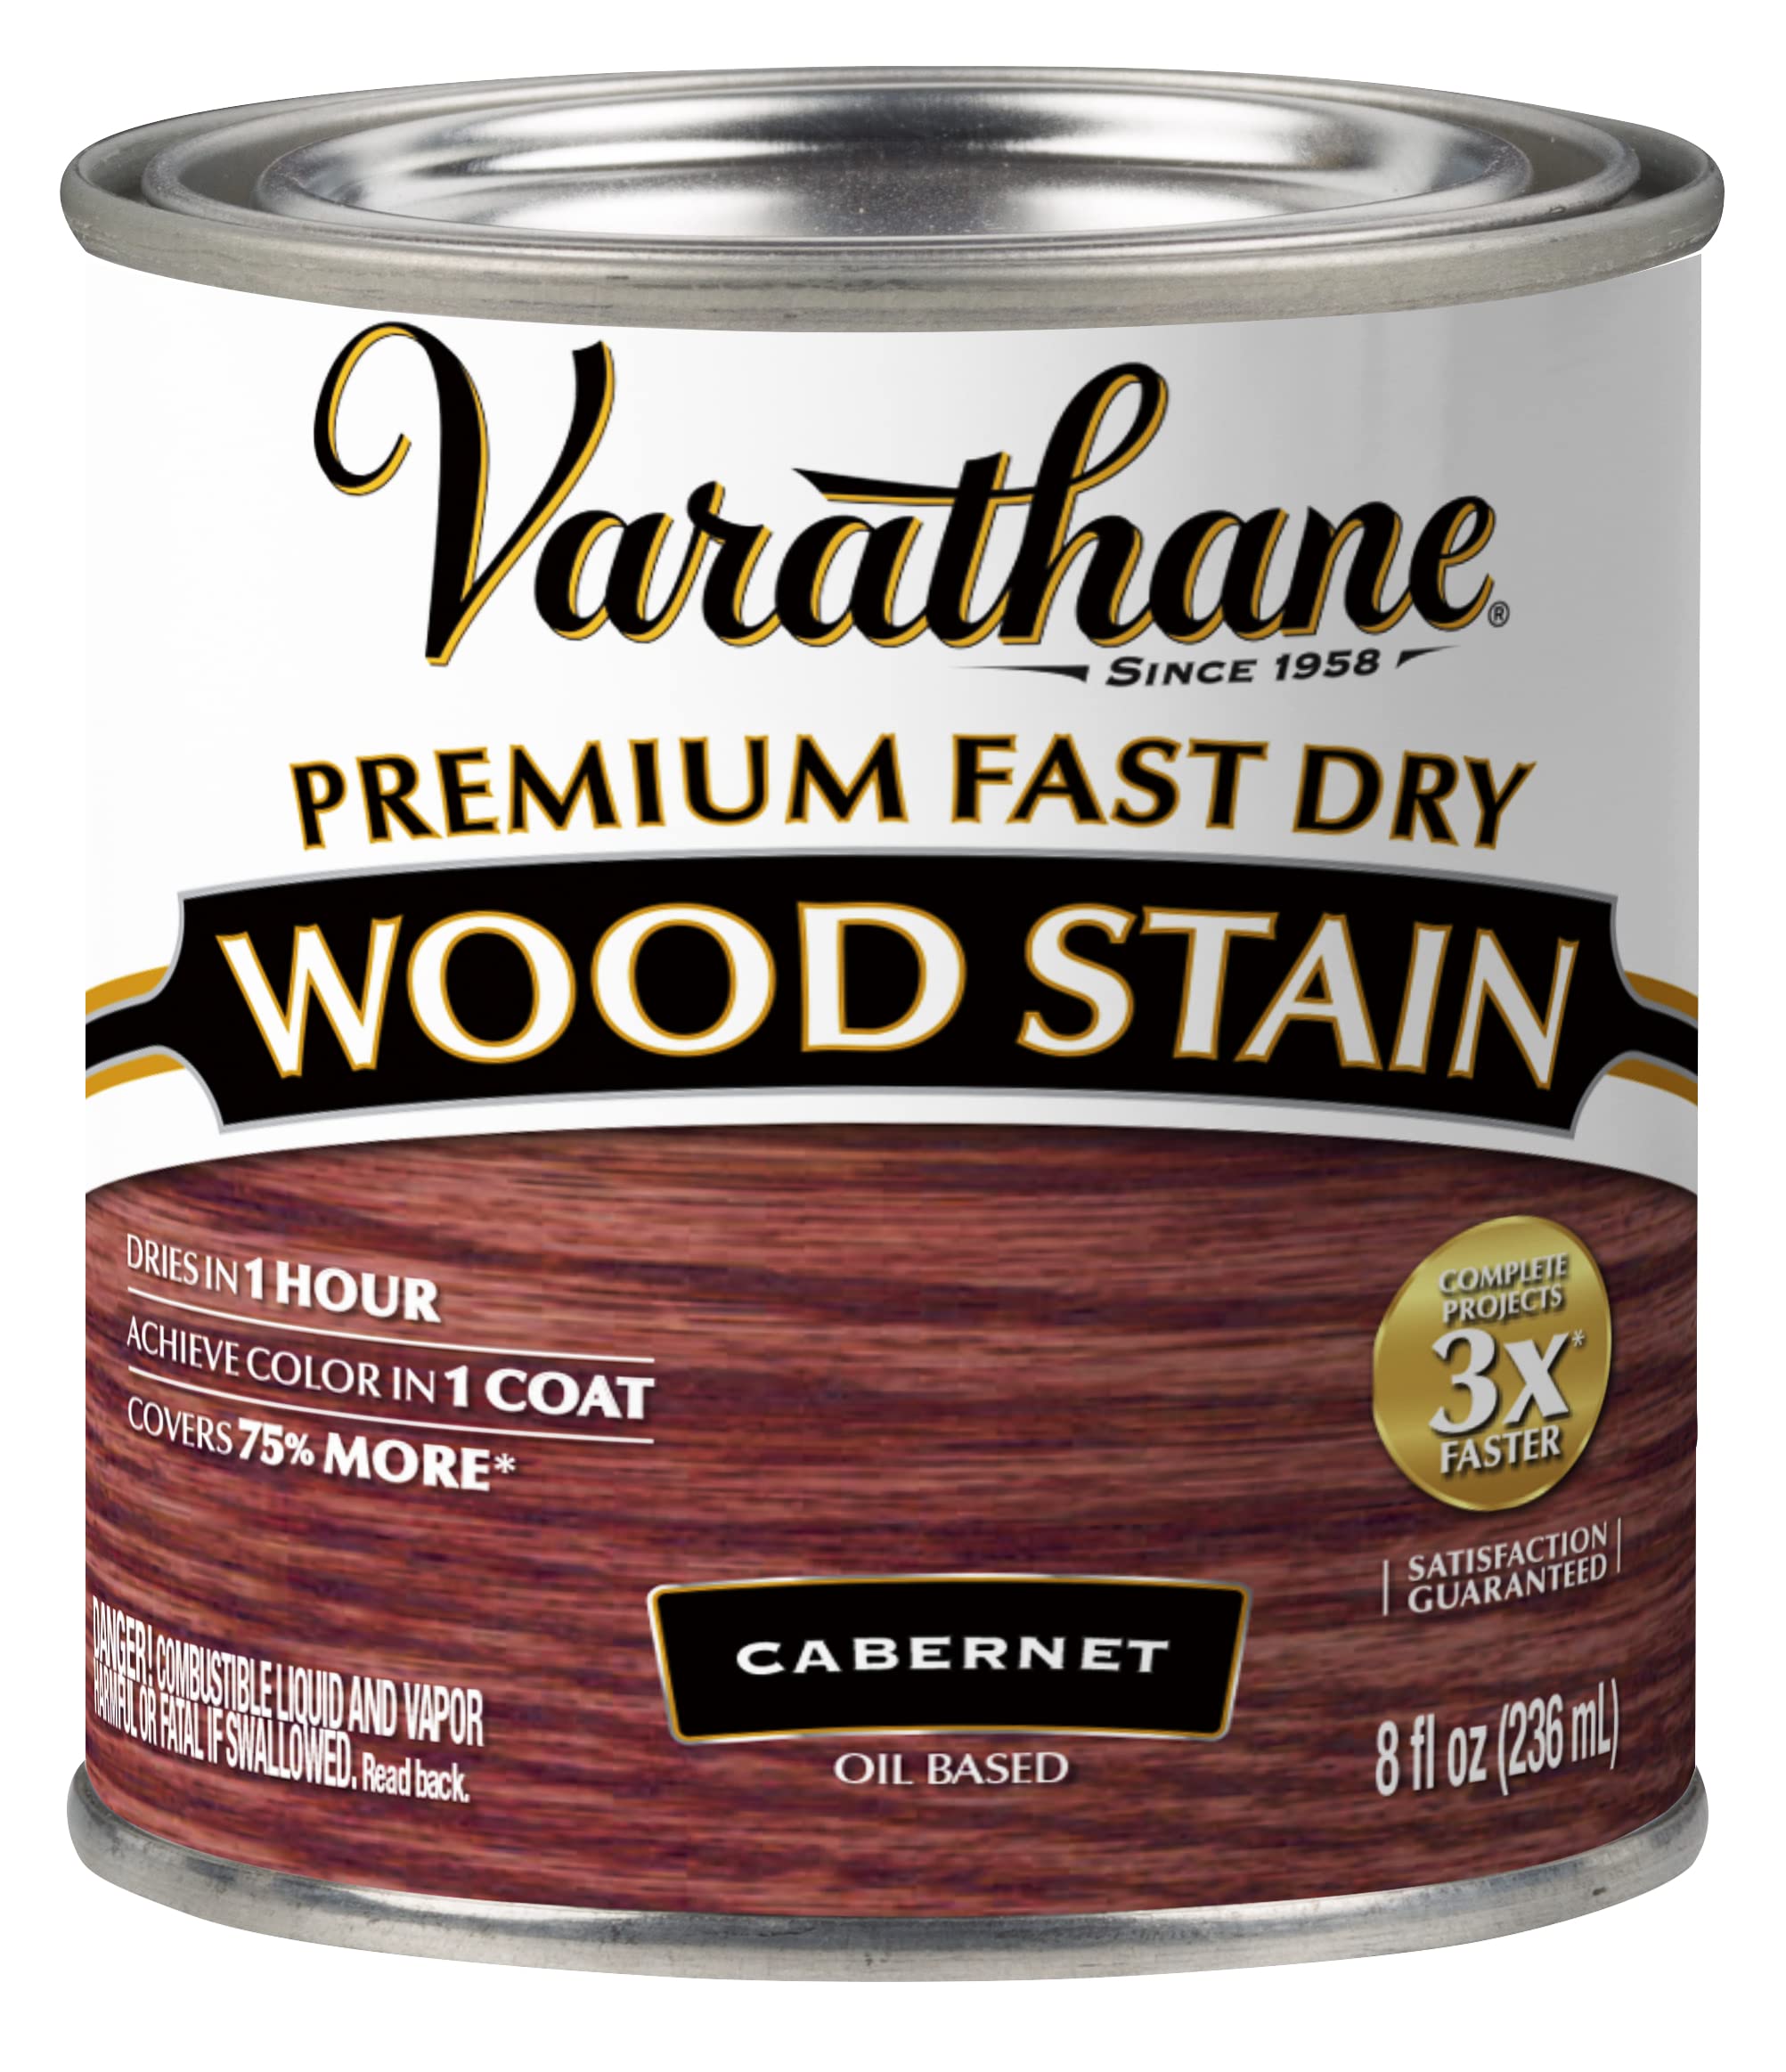 Varathane®
SINCE 1958
PREMIUM FAST DRY
WOOD STAIN
DRIES IN 1 HOUR
ACHIEVE COLOR IN 1 COAT
COVERS 75% MORE*
COMPLETE
PROJECTS
3X*
FASTER
SATISFACTION
GUARANTEED
DANGER! COMBUSTIBLE LIQUID AND VAPOR
HARMFUL OR FATAL IF SWALLOWED. Read back.
CABERNET
OIL BASED
8 fl oz (236 mL)